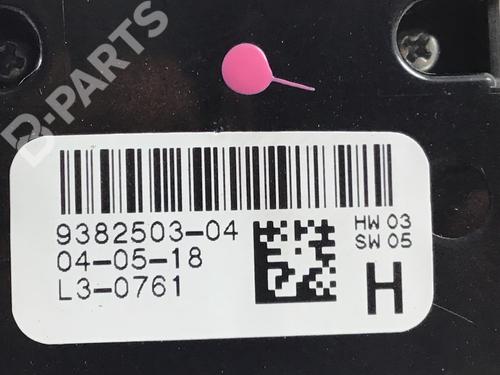 B-PARTS
9382503-04
04-05-18
L3-0761
HW 03
SW 05
H